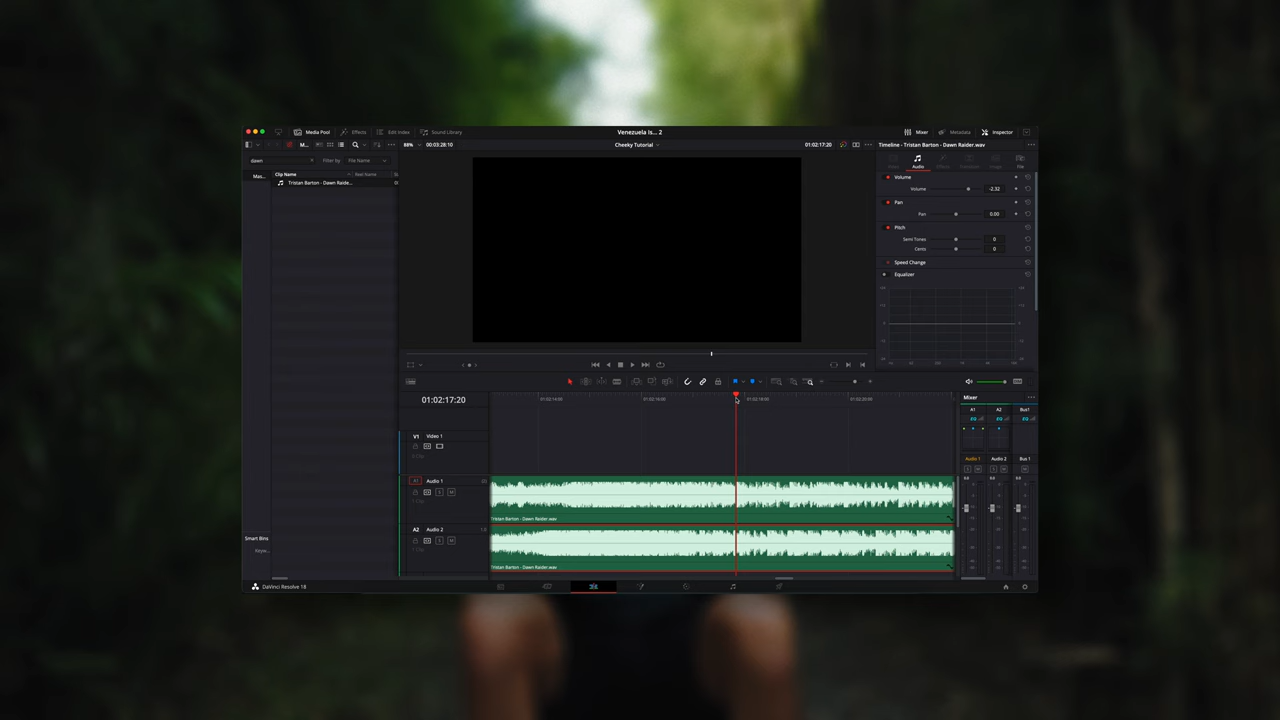 Media Pool Effects Edit Index Sound Library Venezuela Is... 2 Mixer Metadata Inspector
M... 88% 00:03:28:10 Cheeky Tutorial 01:02:17:20 Timeline - Tristan Barton - Dawn Raider.wav
dawn Filter by File Name
Audio File
Mas... Clip Name Reel Name
Tristan Barton - Dawn Raide...
Volume
Volume -2.32
Pan
Pan 0.00
Pitch
Semi Tones 0
Cents 0
Speed Change
Equalizer
01:02:17:20 01:02:14:00 01:02:16:00 01:02:18:00 01:02:20:00
Mixer
A1 A2 Bus1
V1 Video 1
Audio 1 Audio 2 Bus 1
A1 Audio 1
S M
Tristan Barton - Dawn Raider.wav
A2 Audio 2
S M
Tristan Barton - Dawn Raider.wav
Smart Bins
Keyw...
DaVinci Resolve 18